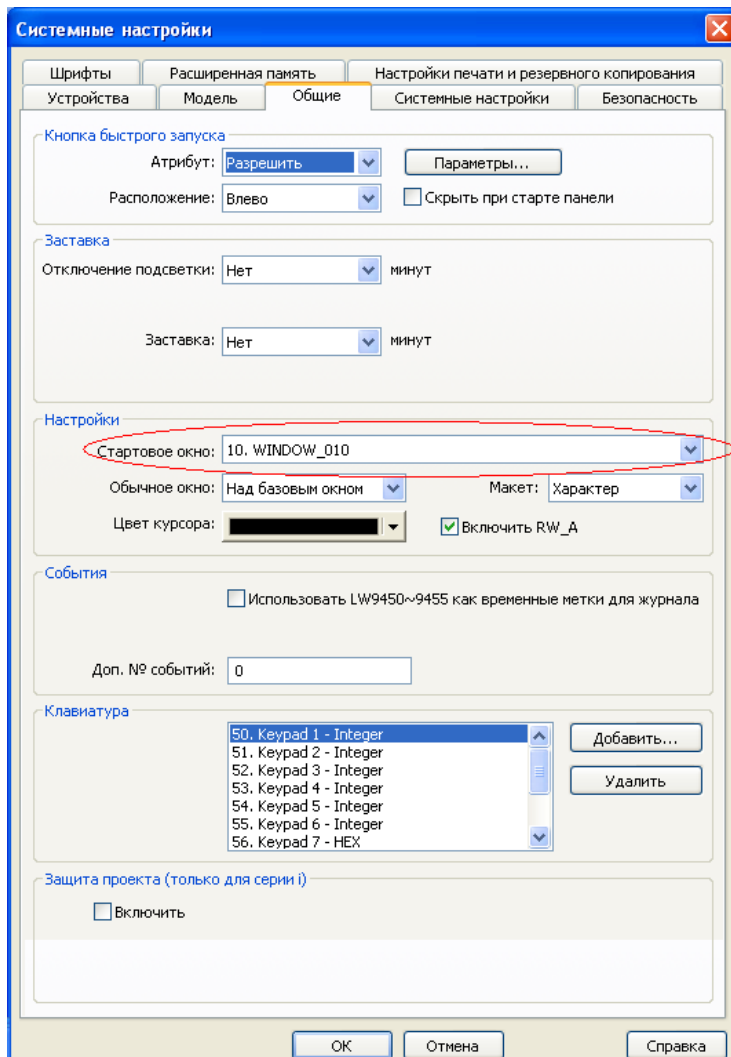 Системные настройки
Шрифты Расширенная память Настройки печати и резервного копирования
Устройства Модель Общие Системные настройки Безопасность
Кнопка быстрого запуска
Атрибут: Разрешить Параметры...
Расположение: Влево Скрыть при старте панели
Заставка
Отключение подсветки: Нет минут
Заставка: Нет минут
Настройки
Стартовое окно: 10. WINDOW_010
Обычное окно: Над базовым окном Макет: Характер
Цвет курсора: Включить RW_A
События
Использовать LW9450~9455 как временные метки для журнала
Доп. № событий: 0
Клавиатура
50. Keypad 1 - Integer Добавить...
51. Keypad 2 - Integer
52. Keypad 3 - Integer Удалить
53. Keypad 4 - Integer
54. Keypad 5 - Integer
55. Keypad 6 - Integer
56. Keypad 7 - HEX
Защита проекта (только для серии i)
Включить
OK Отмена Справка